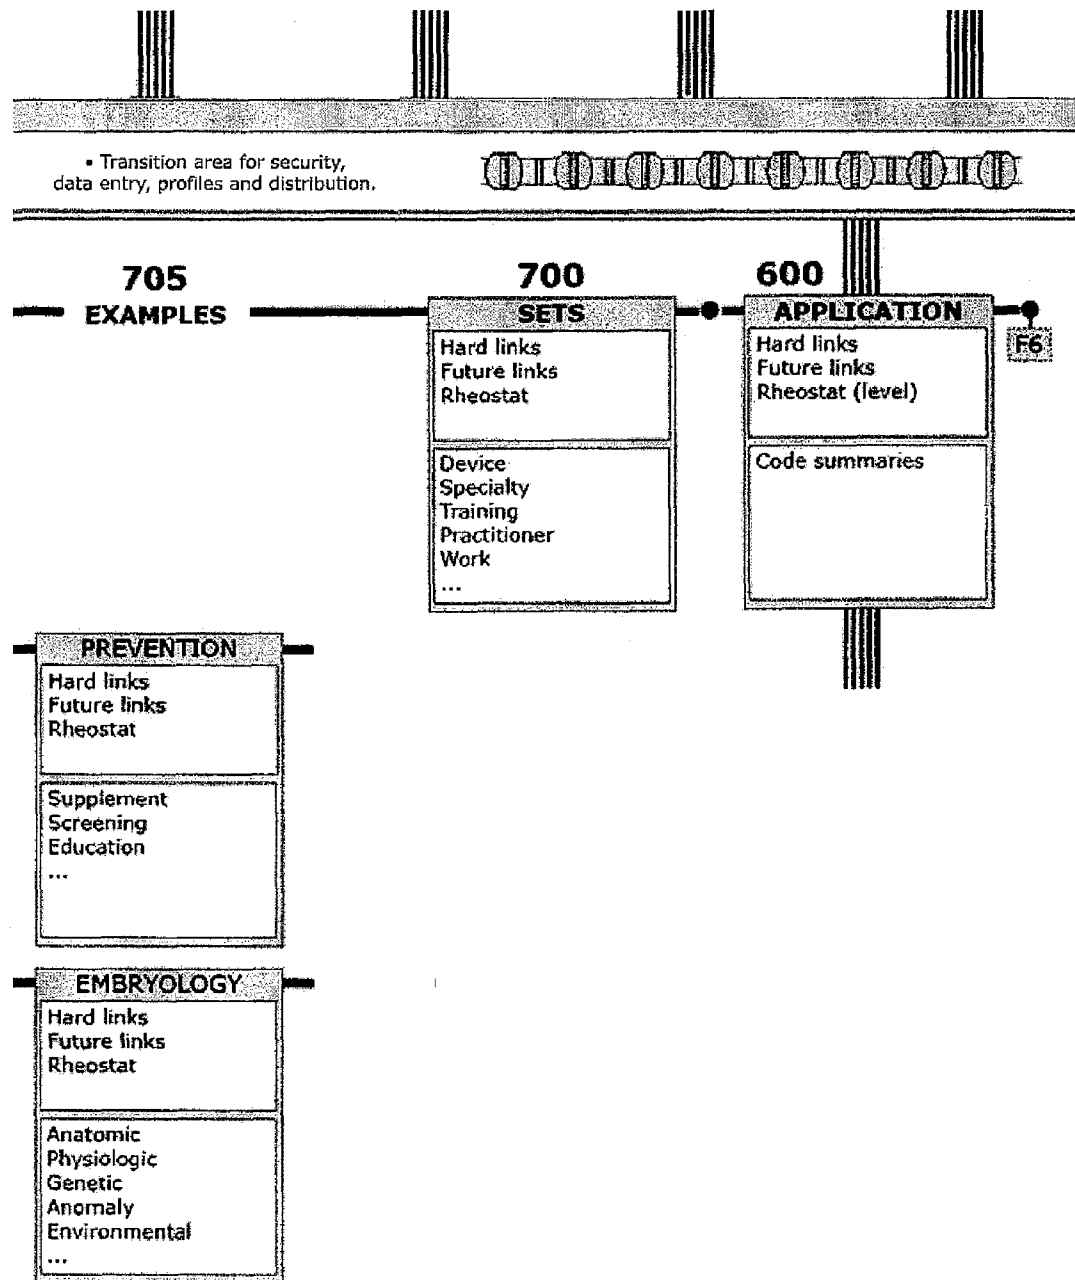 ▪ Transition area for security,
data entry, profiles and distribution.
705
EXAMPLES
700
SETS
Hard links
Future links
Rheostat
Device
Specialty
Training
Practitioner
Work
...
600
APPLICATION
Hard links
Future links
Rheostat (level)
Code summaries
F6
PREVENTION
Hard links
Future links
Rheostat
Supplement
Screening
Education
...
EMBRYOLOGY
Hard links
Future links
Rheostat
Anatomic
Physiologic
Genetic
Anomaly
Environmental
...